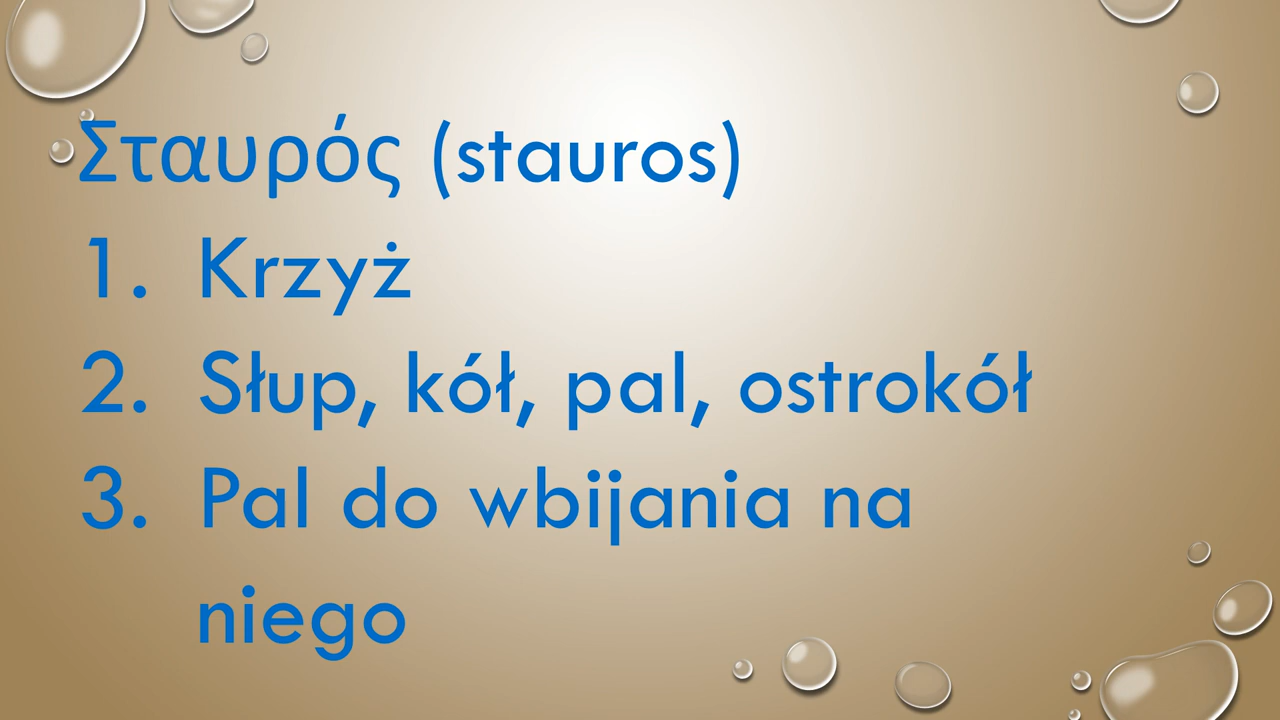 Σταυρός (stauros)
1. Krzyż
2. Słup, kół, pal, ostrokół
3. Pal do wbijania na
niego